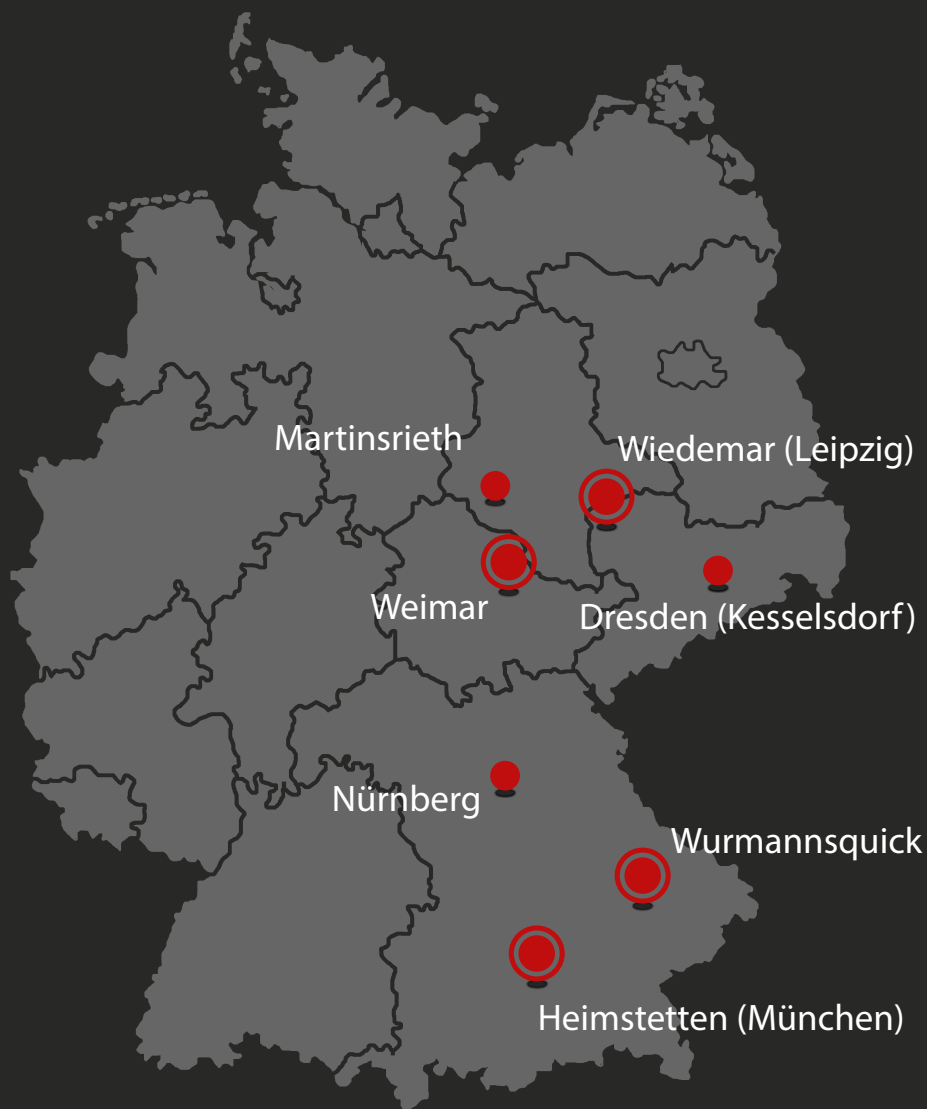 Martinsrieth
Wiedemar (Leipzig)
Weimar
Dresden (Kesselsdorf)
Nürnberg
Wurmannsquick
Heimstetten (München)